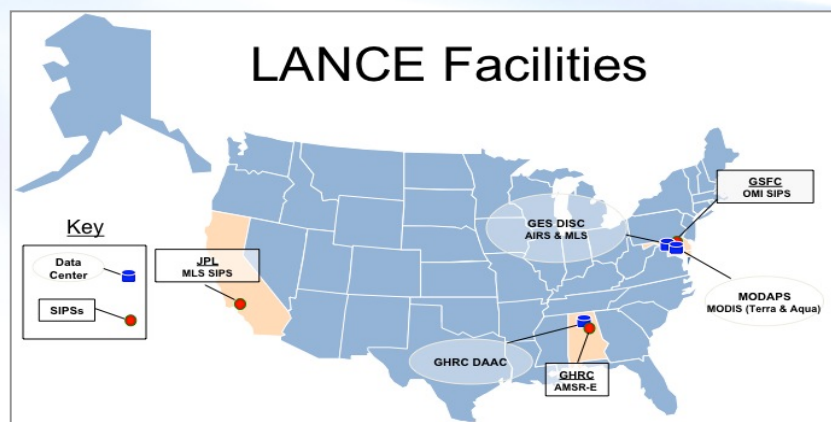 LANCE Facilities
GSFC
OMI SIPS
GES DISC
AIRS & MLS
Key
Data
Center
SIPSs
JPL
MLS SIPS
MODAPS
MODIS (Terra & Aqua)
GHRC DAAC
GHRC
AMSR-E